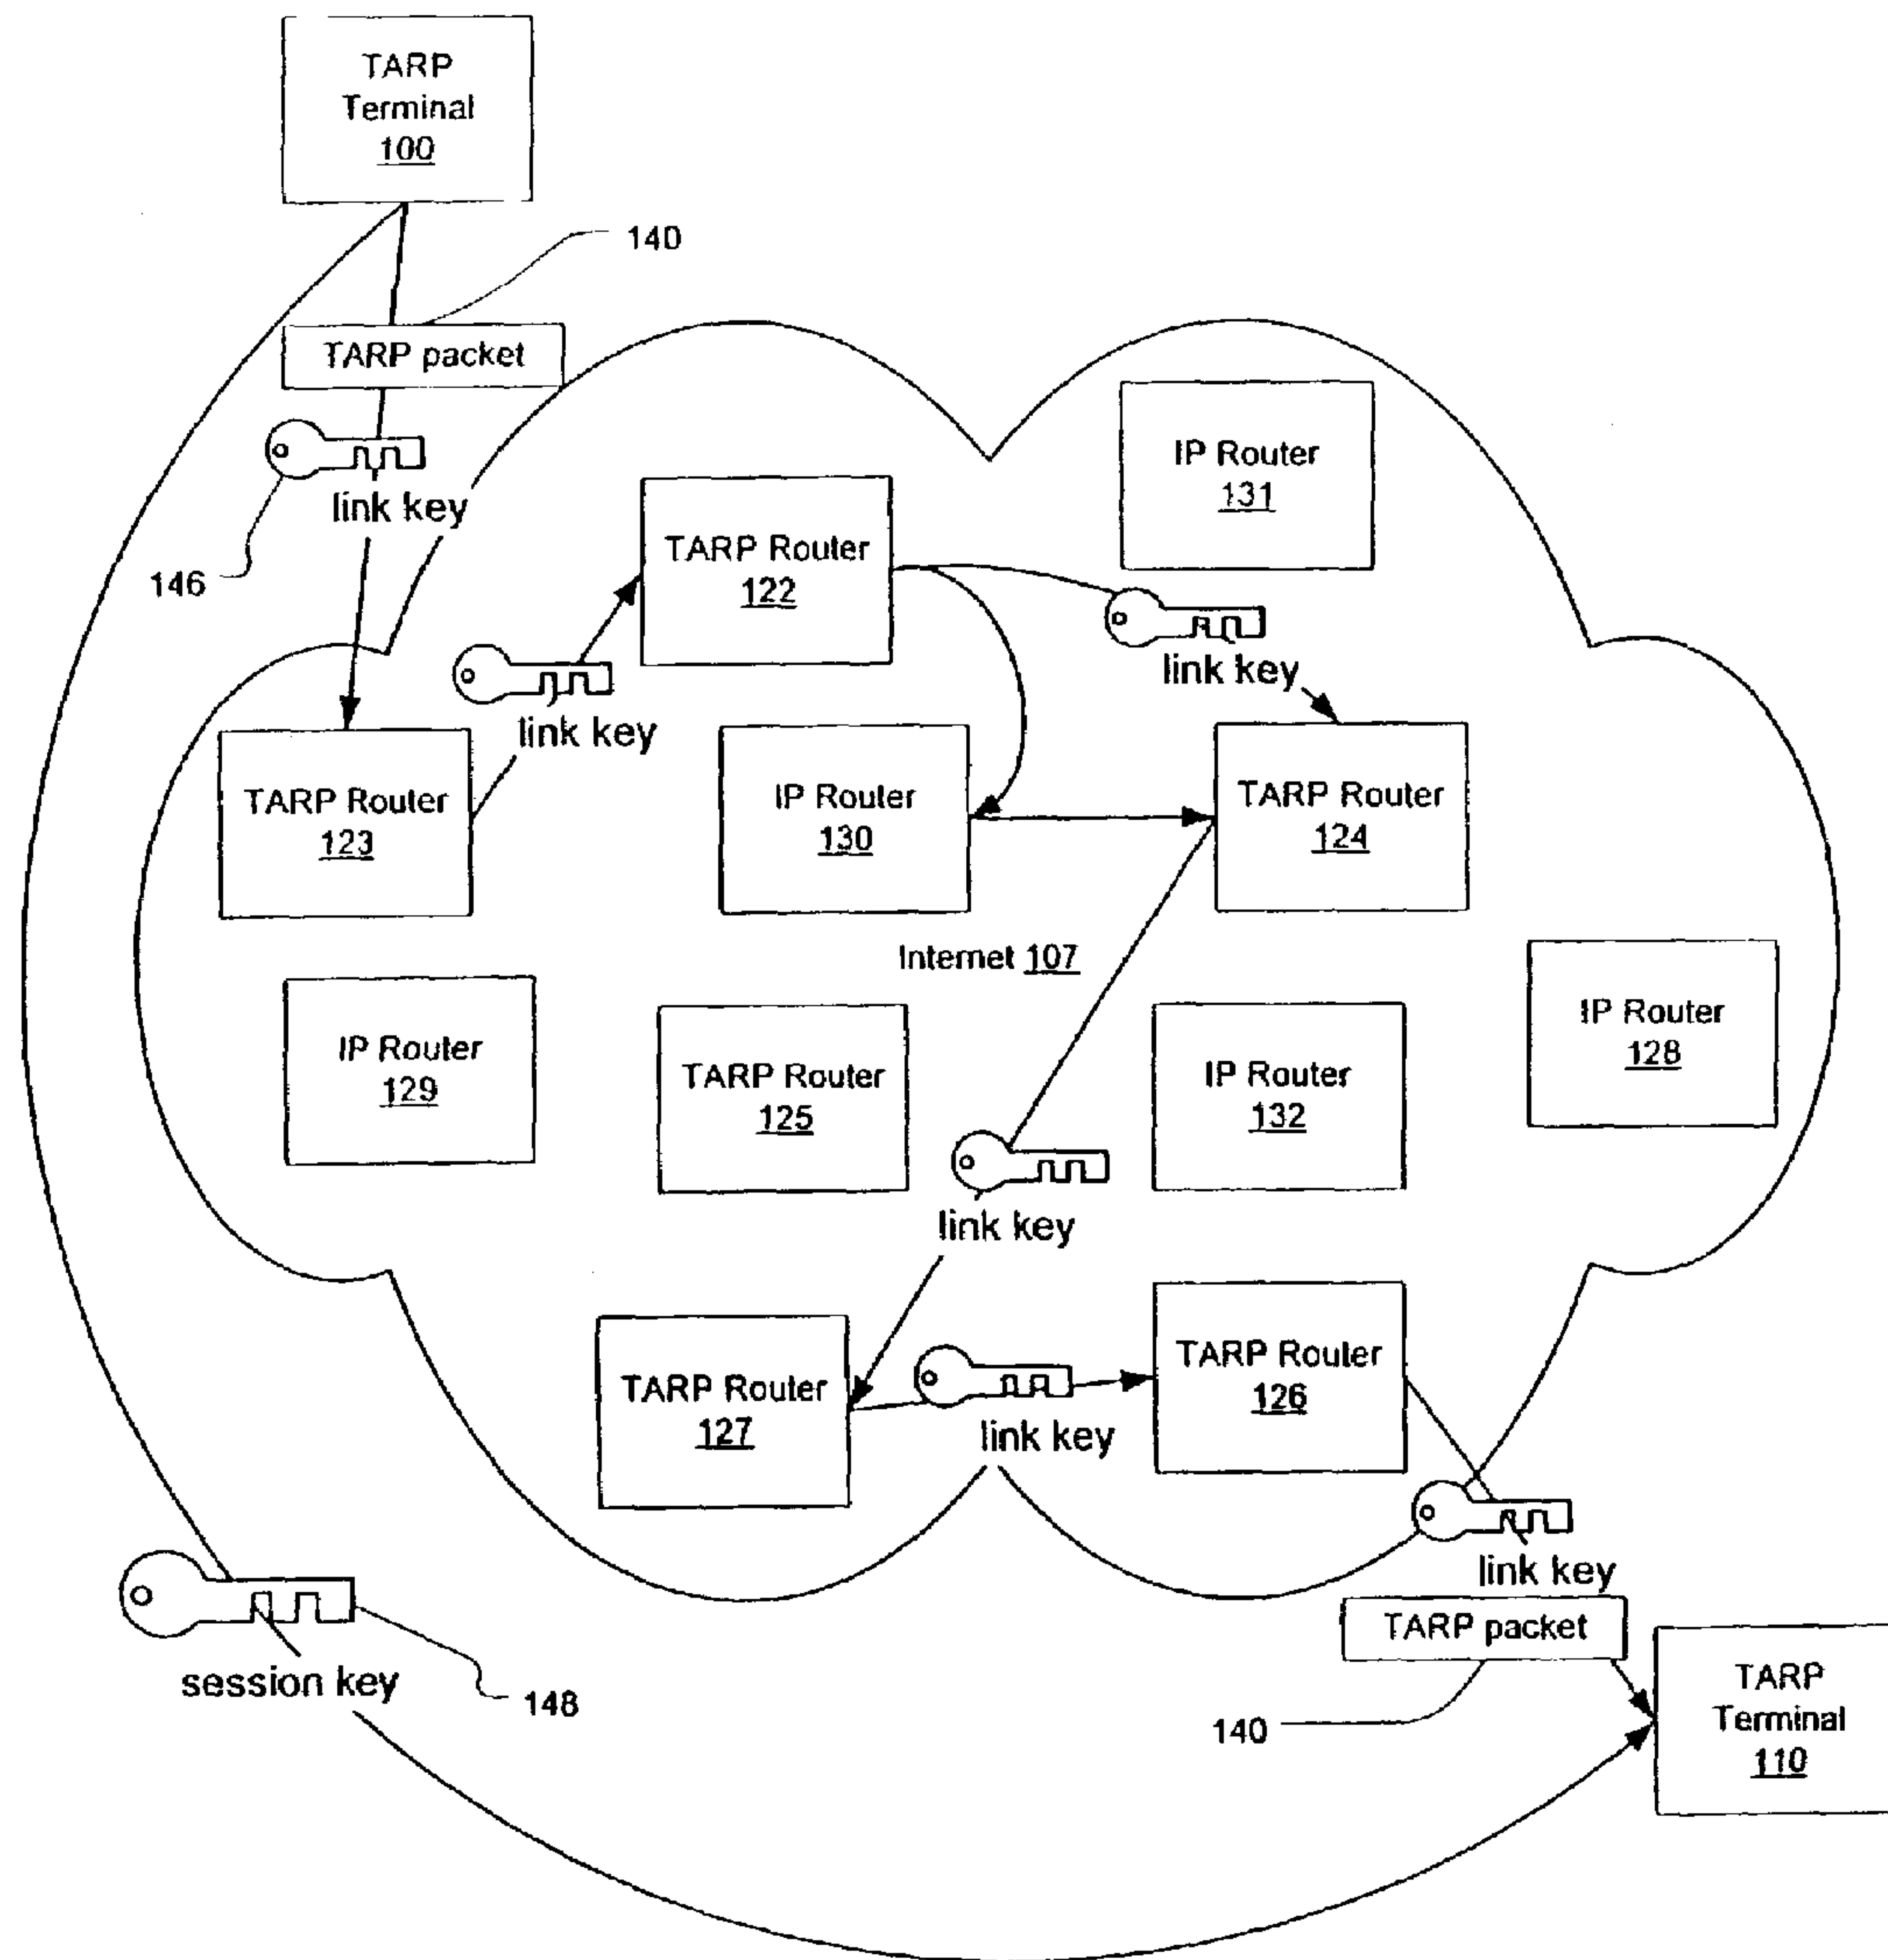 TARP
Terminal
100
140
TARP packet
link key
146
IP Router
131
TARP Router
122
link key
link key
TARP Router
123
IP Router
130
TARP Router
124
Internet 107
IP Router
129
TARP Router
125
IP Router
132
IP Router
128
link key
TARP Router
127
link key
TARP Router
126
link key
TARP packet
session key
148
140
TARP
Terminal
110